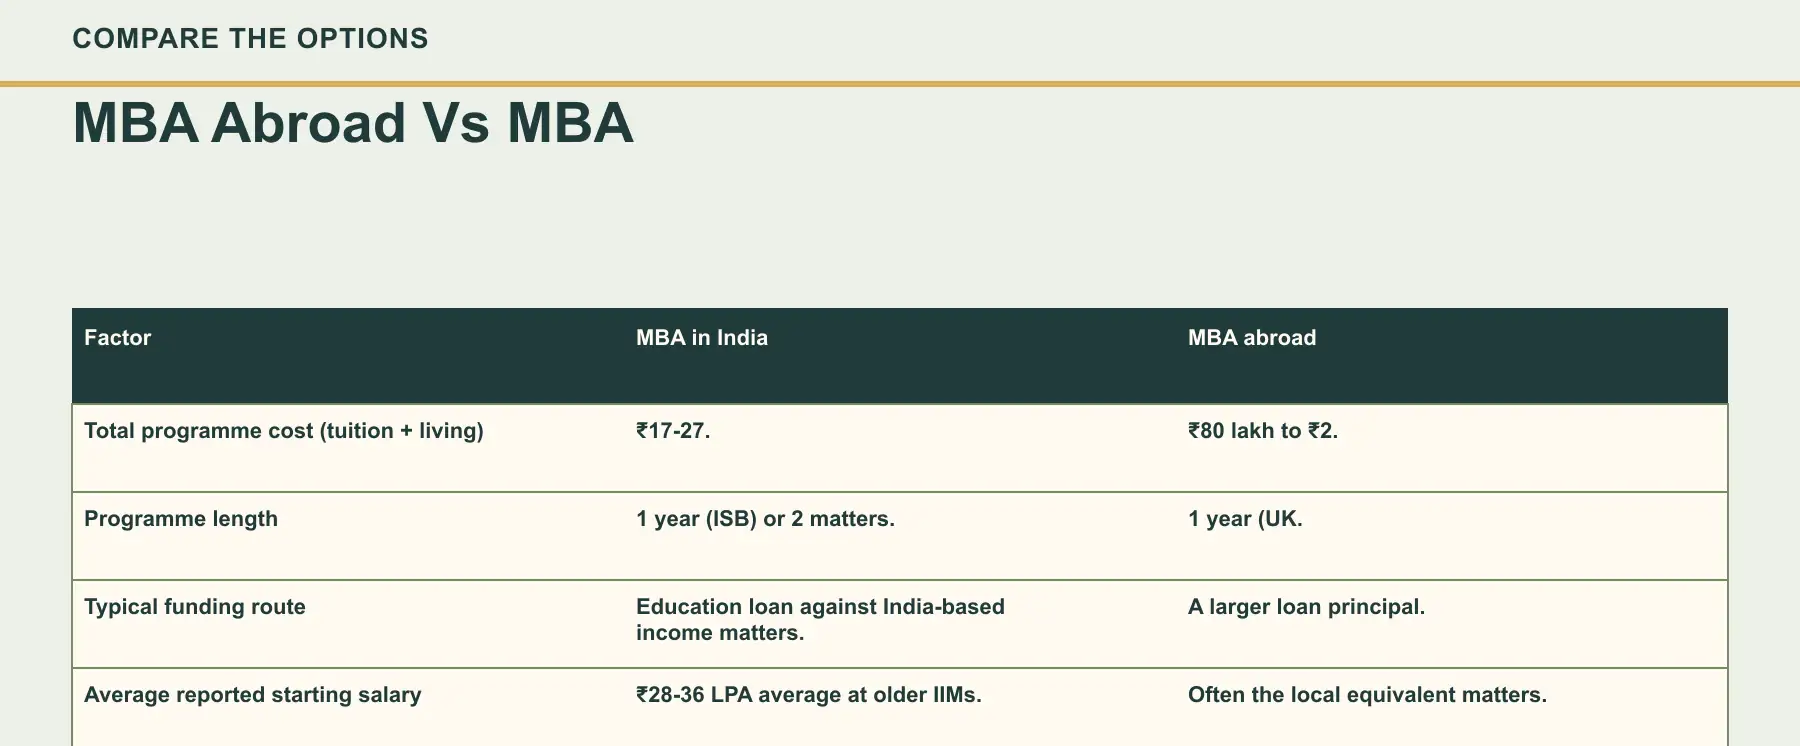 COMPARE THE OPTIONS
MBA Abroad Vs MBA
Factor
MBA in India
MBA abroad
Total programme cost (tuition + living)
₹17-27.
₹80 lakh to ₹2.
Programme length
1 year (ISB) or 2 matters.
1 year (UK.
Typical funding route
Education loan against India-based
income matters.
A larger loan principal.
Average reported starting salary
₹28-36 LPA average at older IIMs.
Often the local equivalent matters.